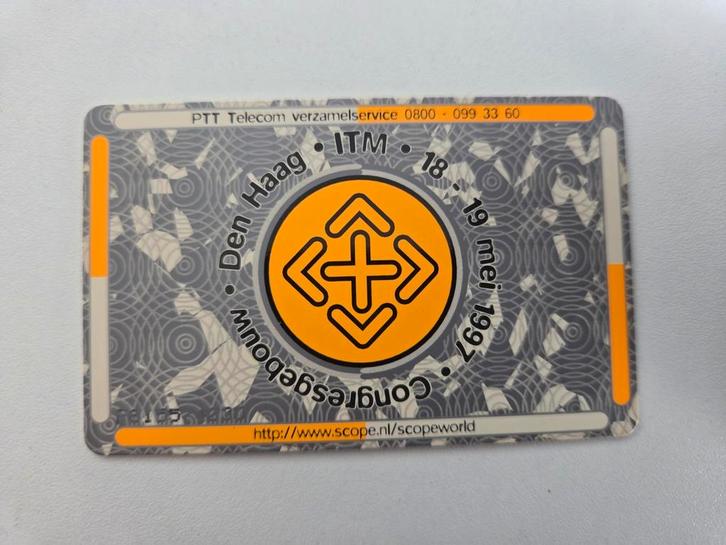 PTT Telecom verzamelservice 0800 - 099 33 60
Den Haag • ITM • 18 - 19 mei 1997 • Congresgebouw •
http://www.scope.nl/scopeworld